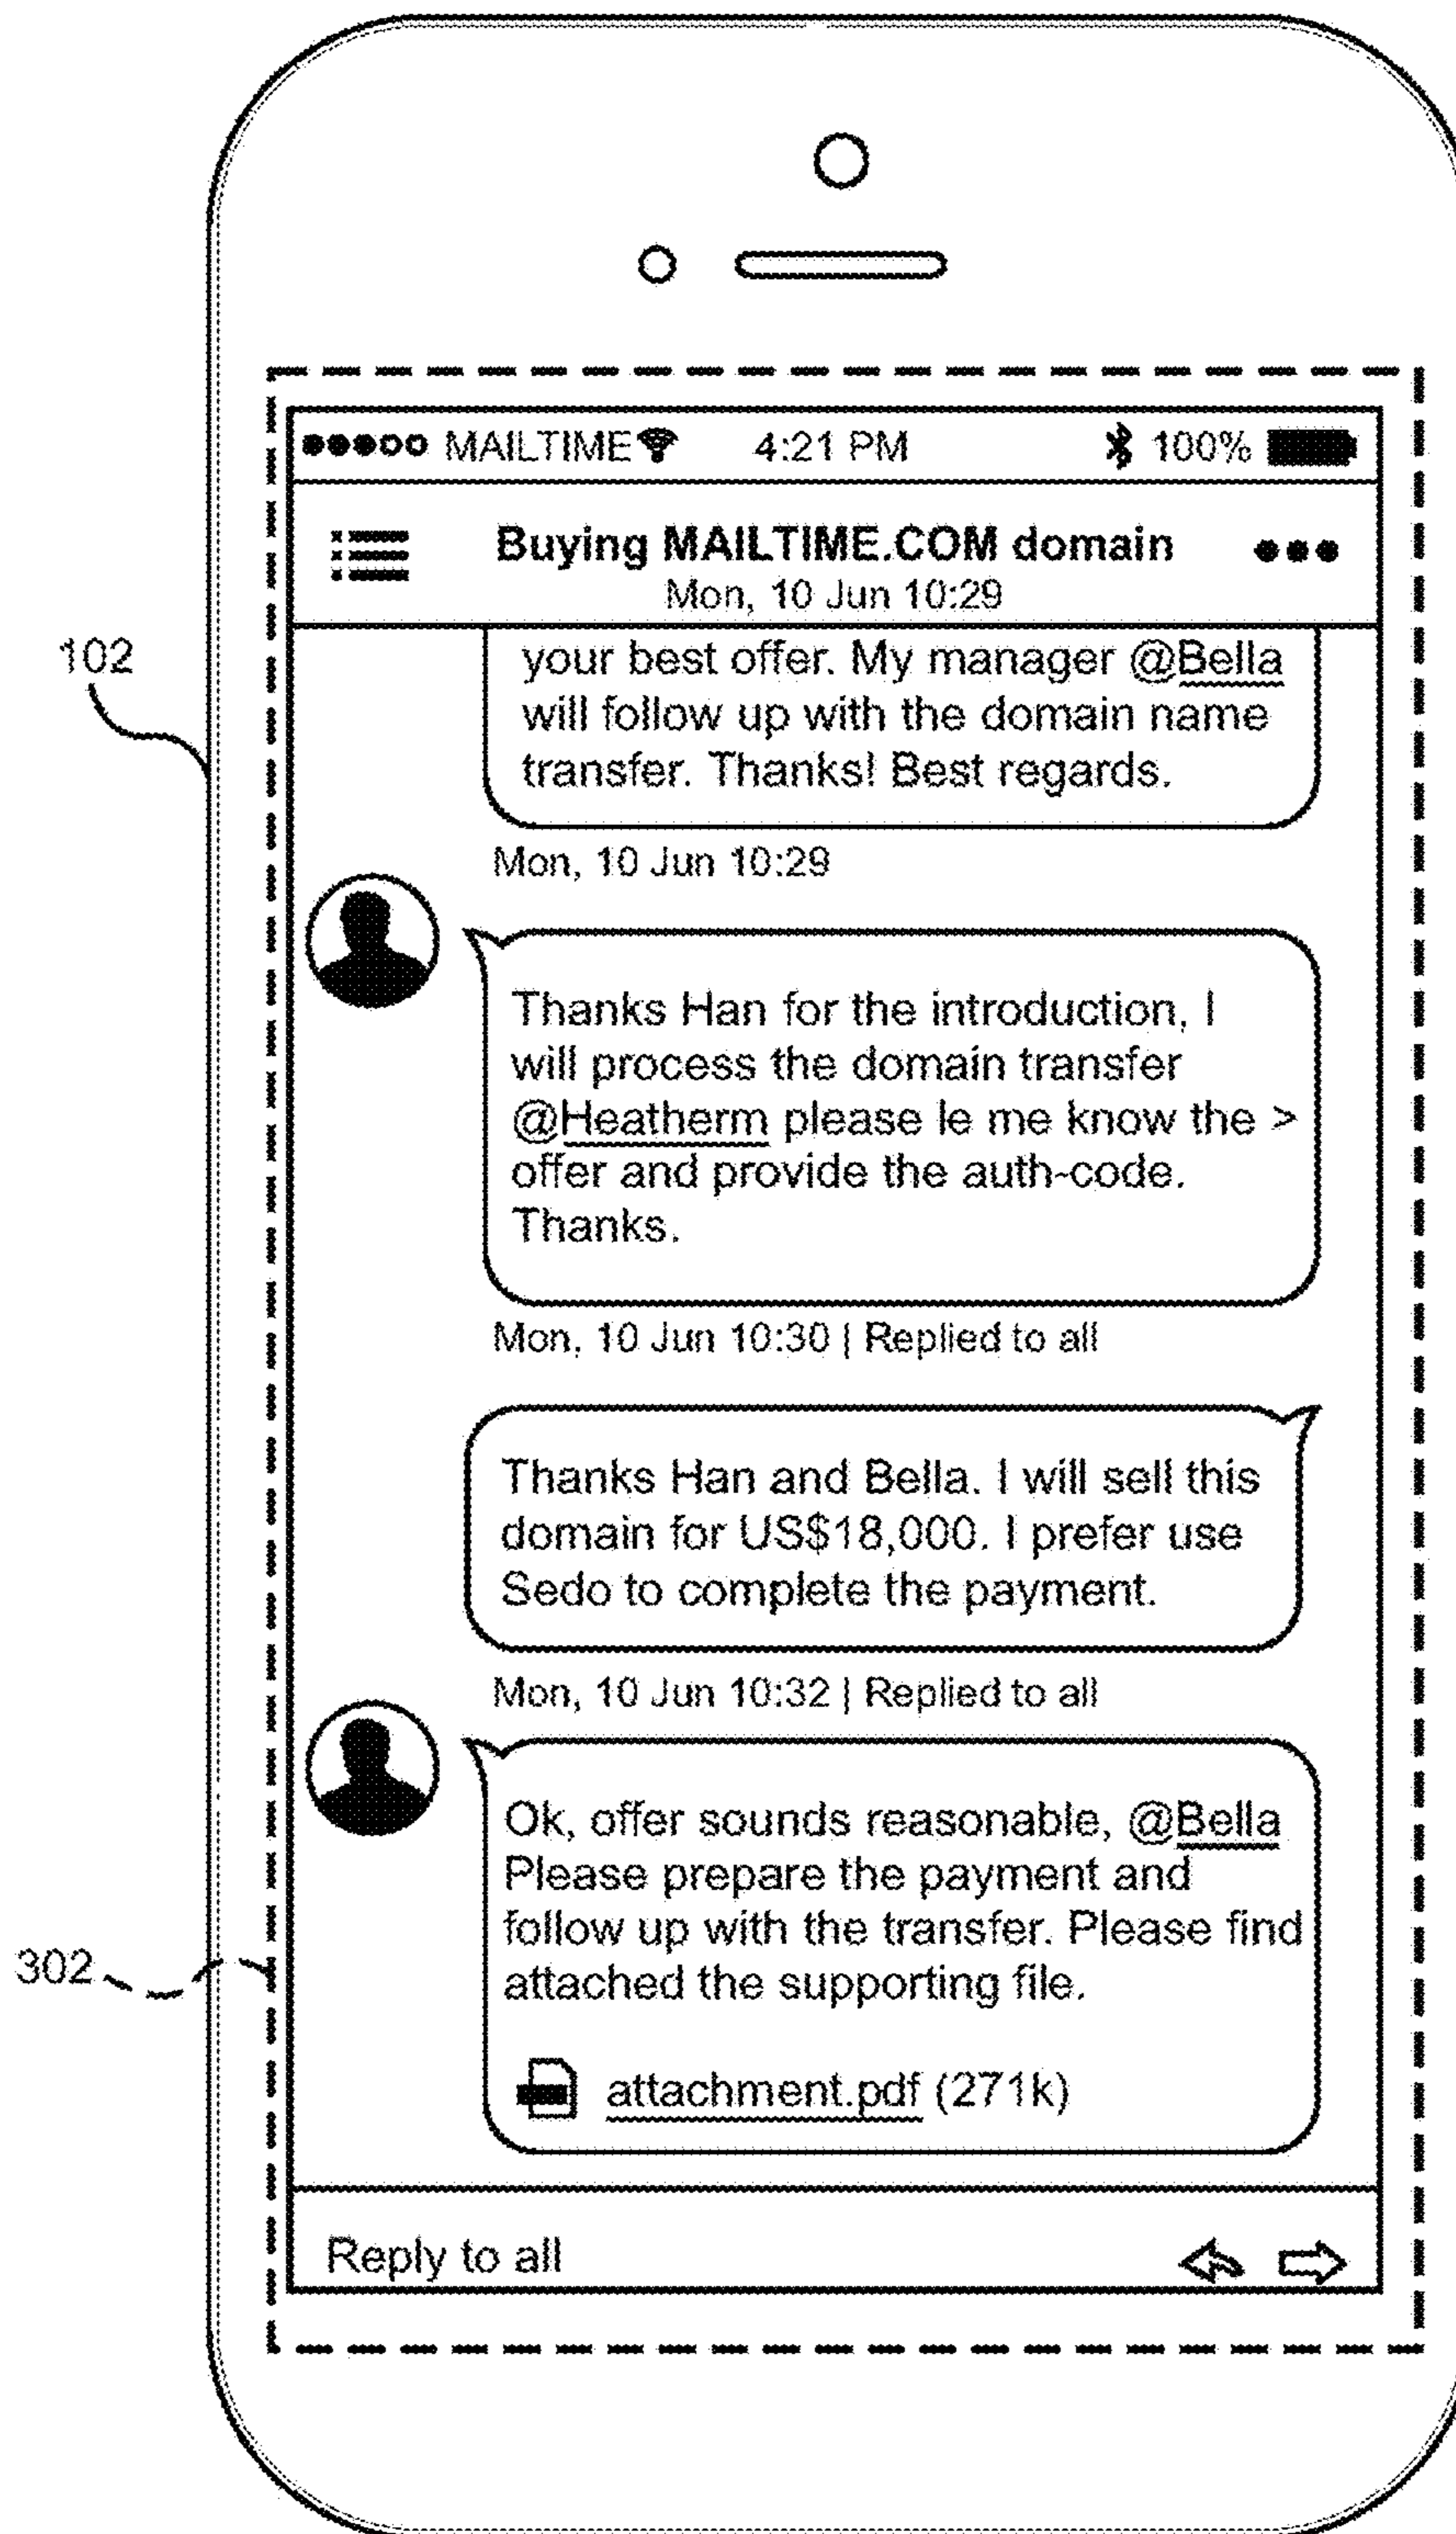 MAILTIME 4:21 PM 100%
Buying MAILTIME.COM domain
Mon, 10 Jun 10:29
102
your best offer. My manager @Bella
will follow up with the domain name
transfer. Thanks! Best regards.
Mon, 10 Jun 10:29
Thanks Han for the introduction, I
will process the domain transfer
@Heatherm please le me know the >
offer and provide the auth-code.
Thanks.
Mon, 10 Jun 10:30 | Replied to all
Thanks Han and Bella. I will sell this
domain for US$18,000. I prefer use
Sedo to complete the payment.
Mon, 10 Jun 10:32 | Replied to all
Ok, offer sounds reasonable, @Bella
Please prepare the payment and
follow up with the transfer. Please find
attached the supporting file.
302
attachment.pdf (271k)
Reply to all